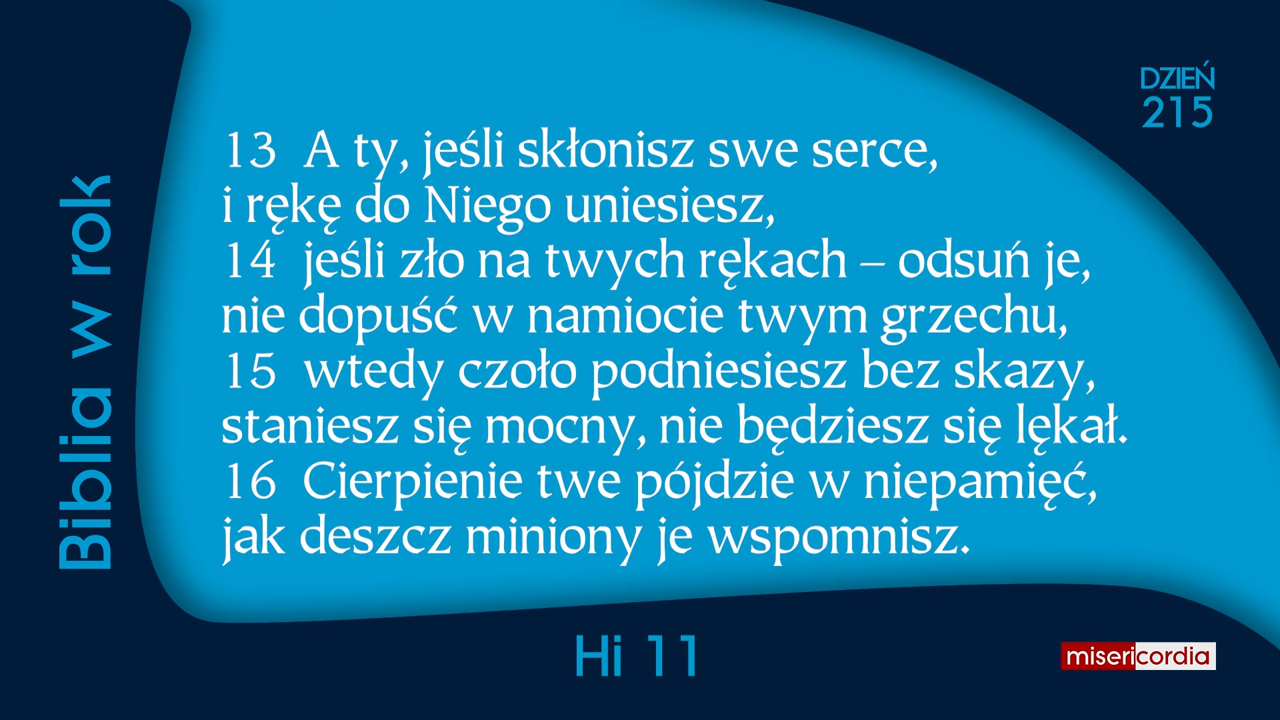 DZIEŃ
215
13 A ty, jeśli skłonisz swe serce,
i rękę do Niego uniesiesz,
14 jeśli zło na twych rękach – odsuń je,
nie dopuść w namiocie twym grzechu,
15 wtedy czoło podniesiesz bez skazy,
staniesz się mocny, nie będziesz się lękał.
16 Cierpienie twe pójdzie w niepamięć,
jak deszcz miniony je wspomnisz.
Biblia w rok
Hi 11
misericordia